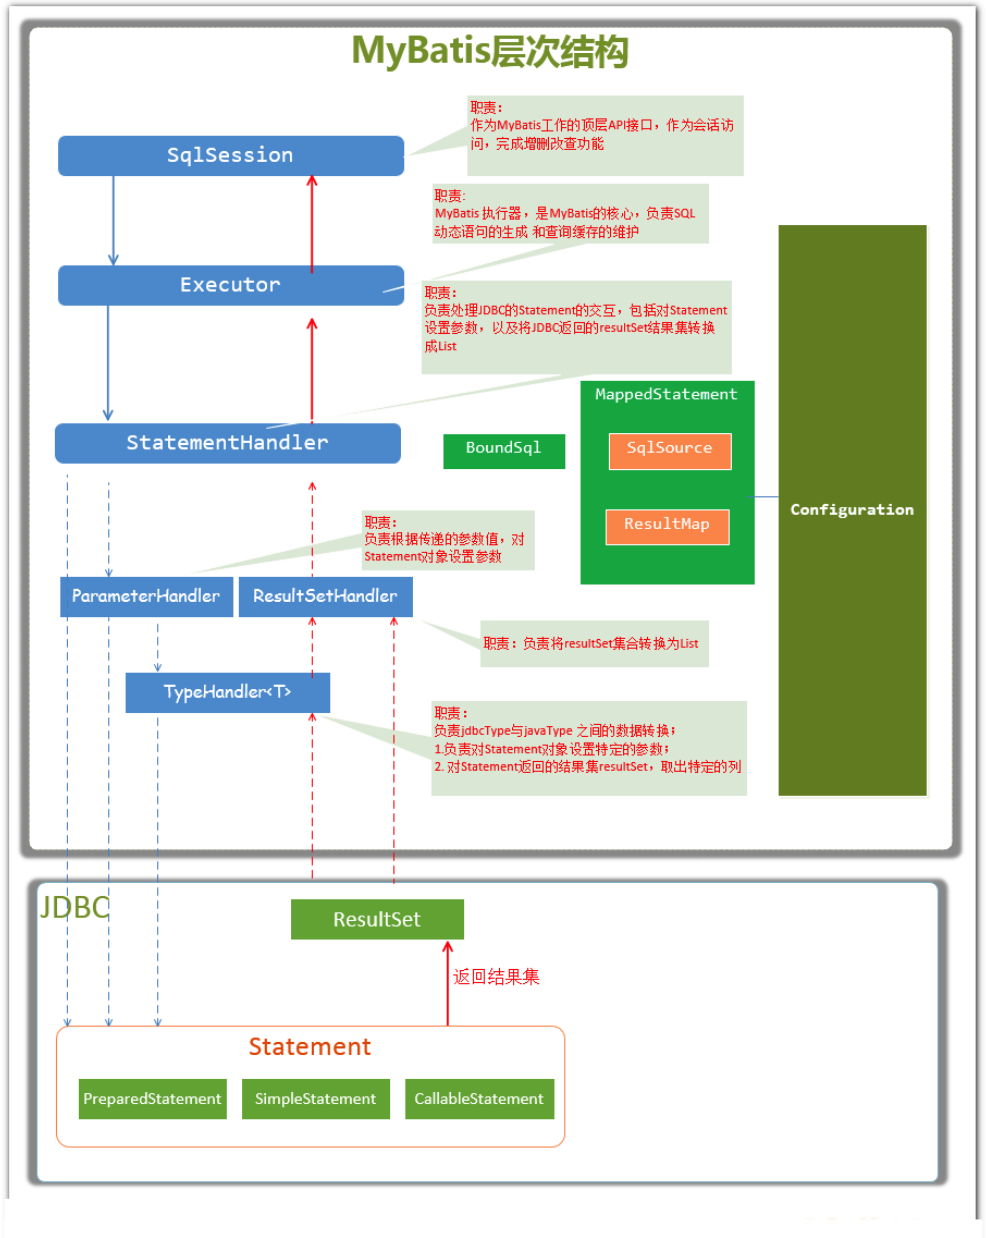 MyBatis层次结构
职责：
作为MyBatis工作的顶层API接口，作为会话访
问，完成增删改查功能
SqlSession
职责:
MyBatis 执行器，是MyBatis的核心，负责SQL
动态语句的生成 和查询缓存的维护
Executor
职责：
负责处理JDBC的Statement的交互，包括对Statement
设置参数，以及将JDBC返回的resultSet结果集转换
成List
MappedStatement
StatementHandler
BoundSql
SqlSource
ResultMap
Configuration
职责：
负责根据传递的参数值，对
Statement对象设置参数
ParameterHandler
ResultSetHandler
职责：负责将resultSet集合转换为List
TypeHandler<T>
职责：
负责jdbcType与javaType 之间的数据转换；
1.负责对Statement对象设置特定的参数；
2. 对Statement返回的结果集resultSet，取出特定的列
JDBC
ResultSet
返回结果集
Statement
PreparedStatement
SimpleStatement
CallableStatement